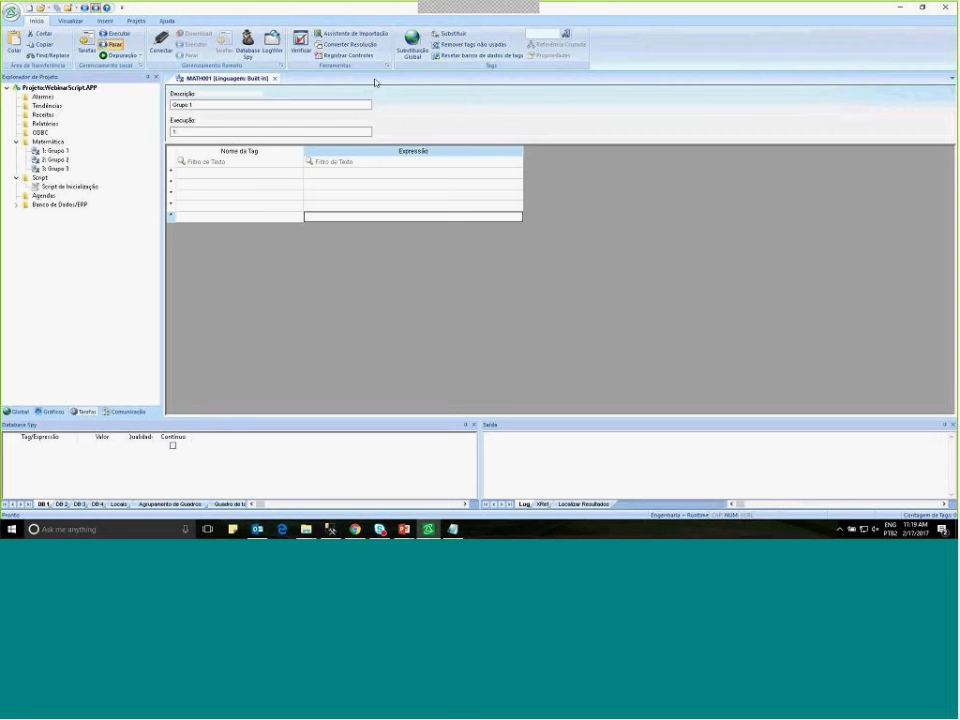 Início Visualizar Inserir Projeto Ajuda
Colar
Cortar
Copiar
Find/Replace
Área de Transferência
Tarefas
Executar
Parar
Depuração
Gerenciamento Local
Conectar
Download
Executar
Parar
Tarefas
Database Spy
LogWin
Gerenciamento Remoto
Verificar
Assistente de Importação
Converter Resolução
Registrar Controles
Ferramentas
Substituição Global
Substituir
Remover tags não usadas
Resetar banco de dados de tags
Referência Cruzada
Propriedades
Tags
Explorador de Projeto
Projeto:WebinarScript.APP
Alarmes
Tendências
Receitas
Relatórios
ODBC
Matemática
1: Grupo 1
2: Grupo 2
3: Grupo 3
Script
Script de Inicialização
Agendas
Banco de Dados/ERP
Global Gráficos Tarefas Comunicação
MATH001 [Linguagem: Built-in]
Descrição
Grupo 1
Execução:
1
Nome da Tag Expressão
Filtro de Texto Filtro de Texto
Database Spy
Tag/Expressão Valor Contínuo
DB 1 DB 2 DB 3 DB 4 Locais Agrupamento de Quadros
Saída
Log XRef Localizar Resultados
Pronto
Engenharia + Runtime CAP NUM SCRL Contagem de Tags: 0
Ask me anything
ENG 11:19 AM
PTB2 2/17/2017